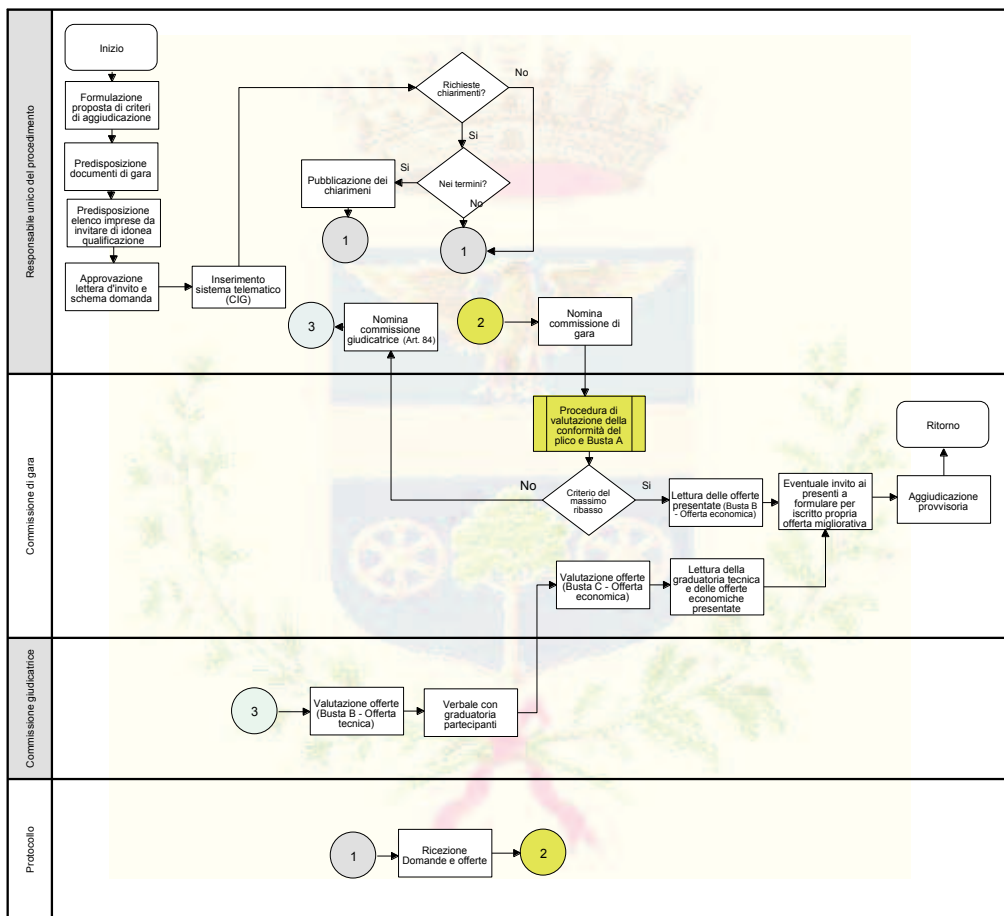 Responsabile unico del procedimento
Inizio
Formulazione
proposta di criteri
di aggiudicazione
Predisposizione
documenti di gara
Predisposizione
elenco imprese da
invitare di idonea
qualificazione
Approvazione
lettera d'invito e
schema domanda
Inserimento
sistema telematico
(CIG)
Richieste
chiarimenti?
No
Si
Nei termini?
Si
No
Pubblicazione dei
chiarimeni
1
1
3
Nomina
commissione
giudicatrice (Art. 84)
2
Nomina
commissione di
gara
Commissione di gara
Procedura di
valutazione della
conformità del
plico e Busta A
Criterio del
massimo
ribasso
No
Si
Lettura delle offerte
presentate (Busta B
- Offerta economica)
Eventuale invito ai
presenti a
formulare per
iscritto propria
offerta migliorativa
Aggiudicazione
provvisoria
Ritorno
Valutazione offerte
(Busta C - Offerta
economica)
Lettura della
graduatoria tecnica
e delle offerte
economiche
presentate
Commissione giudicatrice
3
Valutazione offerte
(Busta B - Offerta
tecnica)
Verbale con
graduatoria
partecipanti
Protocollo
1
Ricezione
Domande e offerte
2